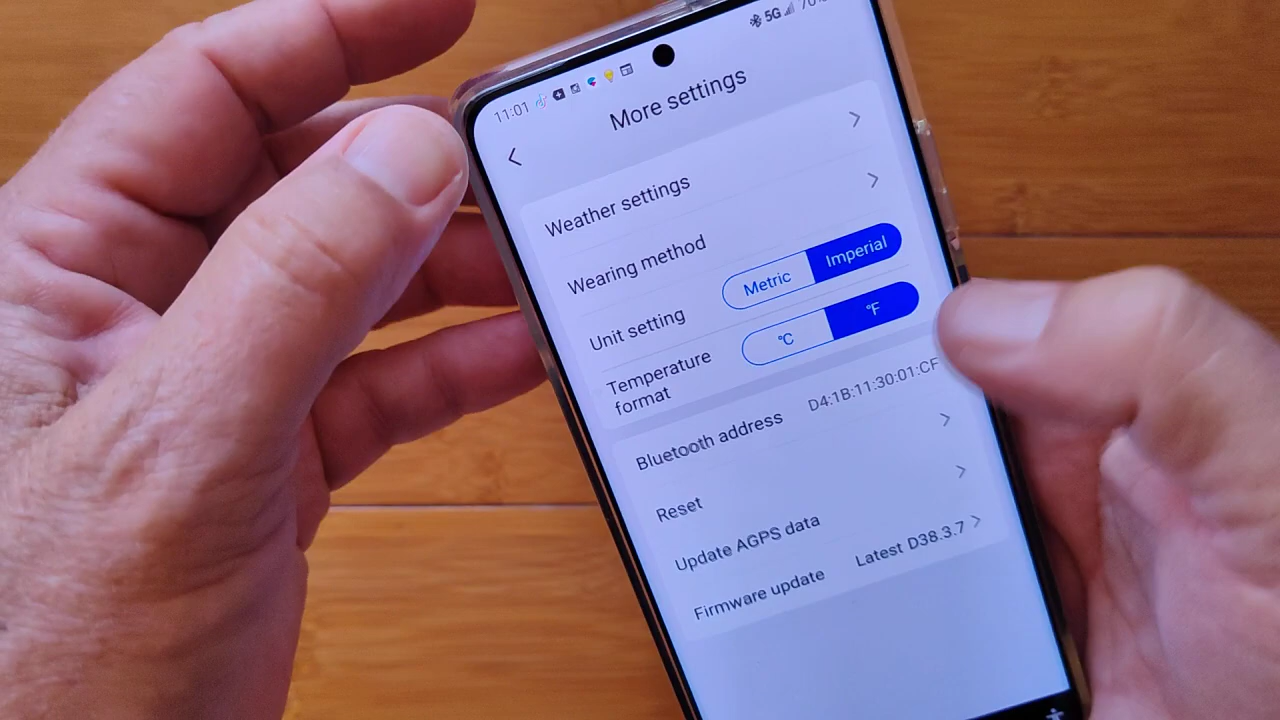 11:01 5G 70%
More settings
Weather settings
Wearing method
Unit setting Metric Imperial
Temperature format °C °F
Bluetooth address D4:1B:11:30:01:CF
Reset
Update AGPS data
Firmware update Latest D38.3.7